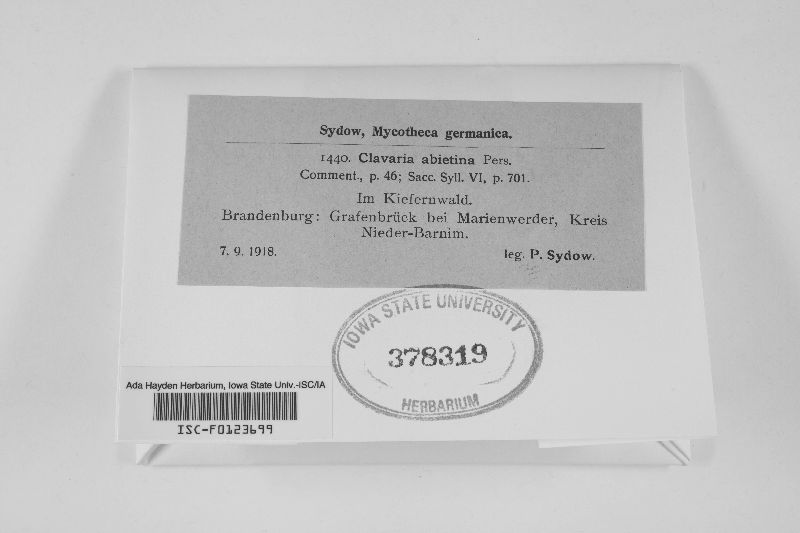 Sydow, Mycotheca germanica.
1440. Clavaria abietina Pers.
Comment., p. 46; Sacc. Syll. VI, p. 701.
Im Kiefernwald.
Brandenburg: Grafenbrück bei Marienwerder, Kreis
Nieder-Barnim.
7. 9. 1918. leg. P. Sydow.
IOWA STATE UNIVERSITY
378319
HERBARIUM
Ada Hayden Herbarium, Iowa State Univ.-ISC/IA
ISC-F0123699